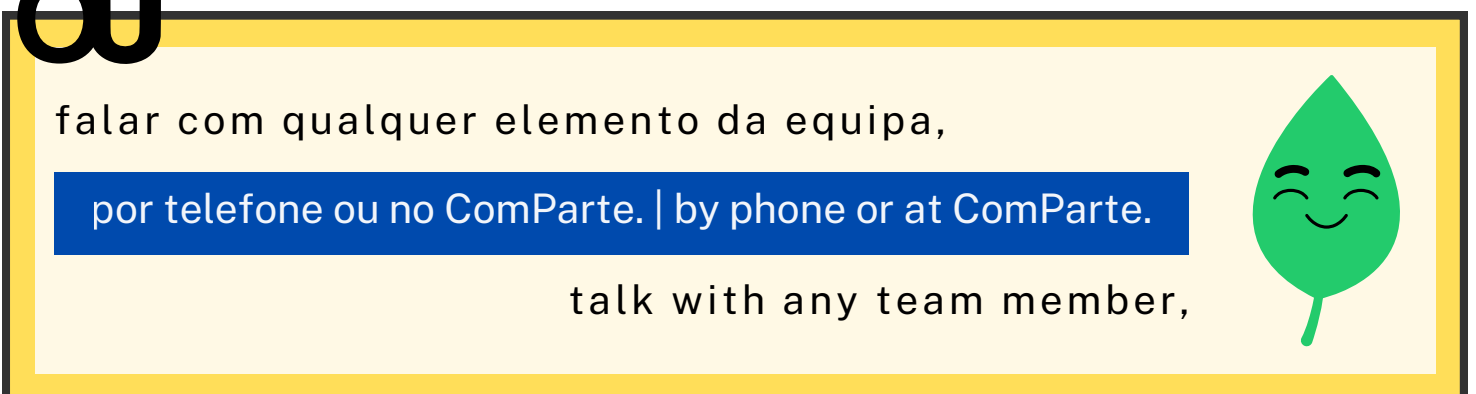 ou
falar com qualquer elemento da equipa,
por telefone ou no ComParte. | by phone or at ComParte.
talk with any team member,